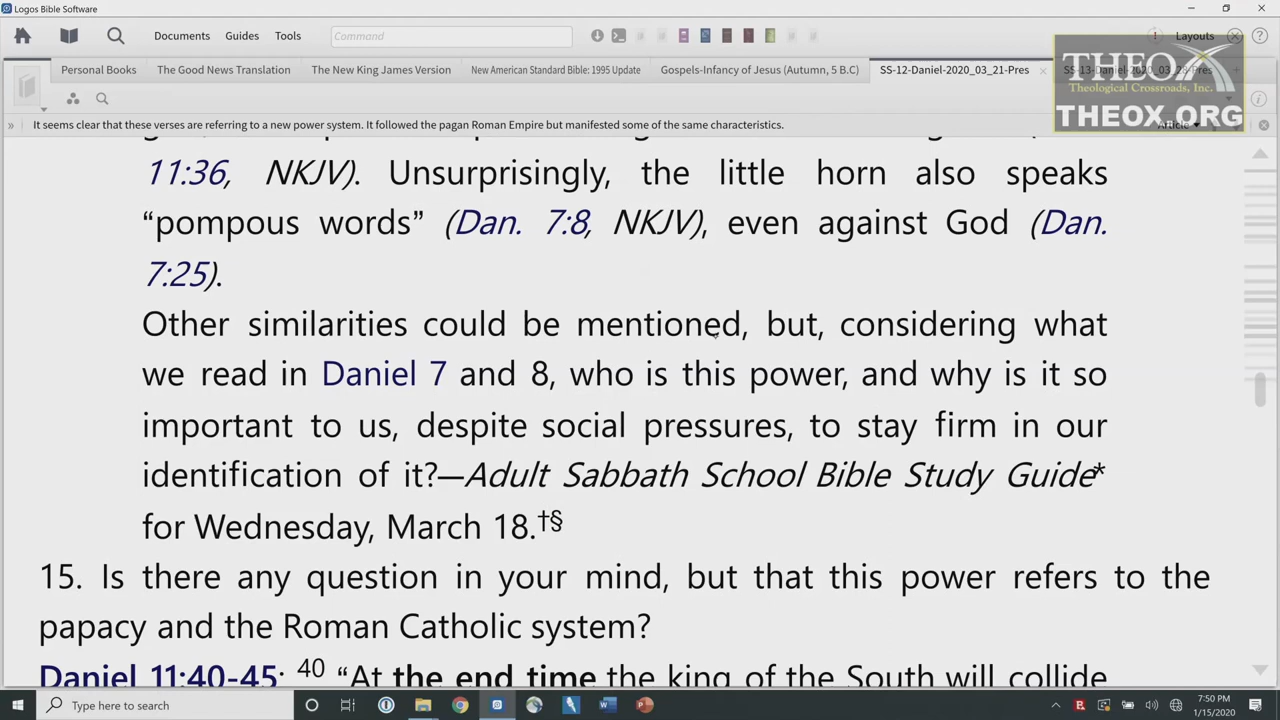 Logos Bible Software
Documents Guides Tools Command Layouts
Personal Books The Good News Translation The New King James Version New American Standard Bible: 1995 Update Gospels-Infancy of Jesus (Autumn, 5 B.C) SS-12-Daniel-2020_03_21-Pres
THEOX
Theological Crossroads, Inc.
THEOX.ORG
» It seems clear that these verses are referring to a new power system. It followed the pagan Roman Empire but manifested some of the same characteristics.
11:36, NKJV). Unsurprisingly, the little horn also speaks
“pompous words” (Dan. 7:8, NKJV), even against God (Dan.
7:25).
Other similarities could be mentioned, but, considering what
we read in Daniel 7 and 8, who is this power, and why is it so
important to us, despite social pressures, to stay firm in our
identification of it?—Adult Sabbath School Bible Study Guide*
for Wednesday, March 18.†§
15. Is there any question in your mind, but that this power refers to the
papacy and the Roman Catholic system?
Daniel 11:40-45: 40 “At the end time the king of the South will collide
Type here to search
7:50 PM
1/15/2020